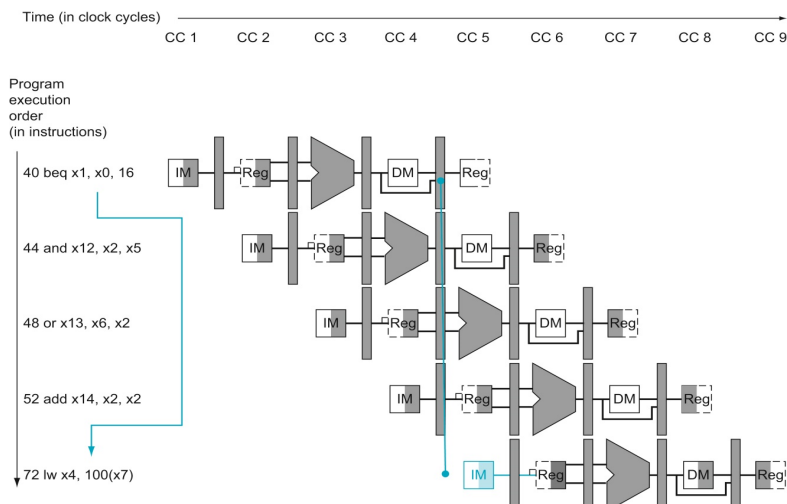 Time (in clock cycles)
CC 1 CC 2 CC 3 CC 4 CC 5 CC 6 CC 7 CC 8 CC 9
Program
execution
order
(in instructions)
40 beq x1, x0, 16 IM Reg DM Reg
44 and x12, x2, x5 IM Reg DM Reg
48 or x13, x6, x2 IM Reg DM Reg
52 add x14, x2, x2 IM Reg DM Reg
72 lw x4, 100(x7) IM Reg DM Reg